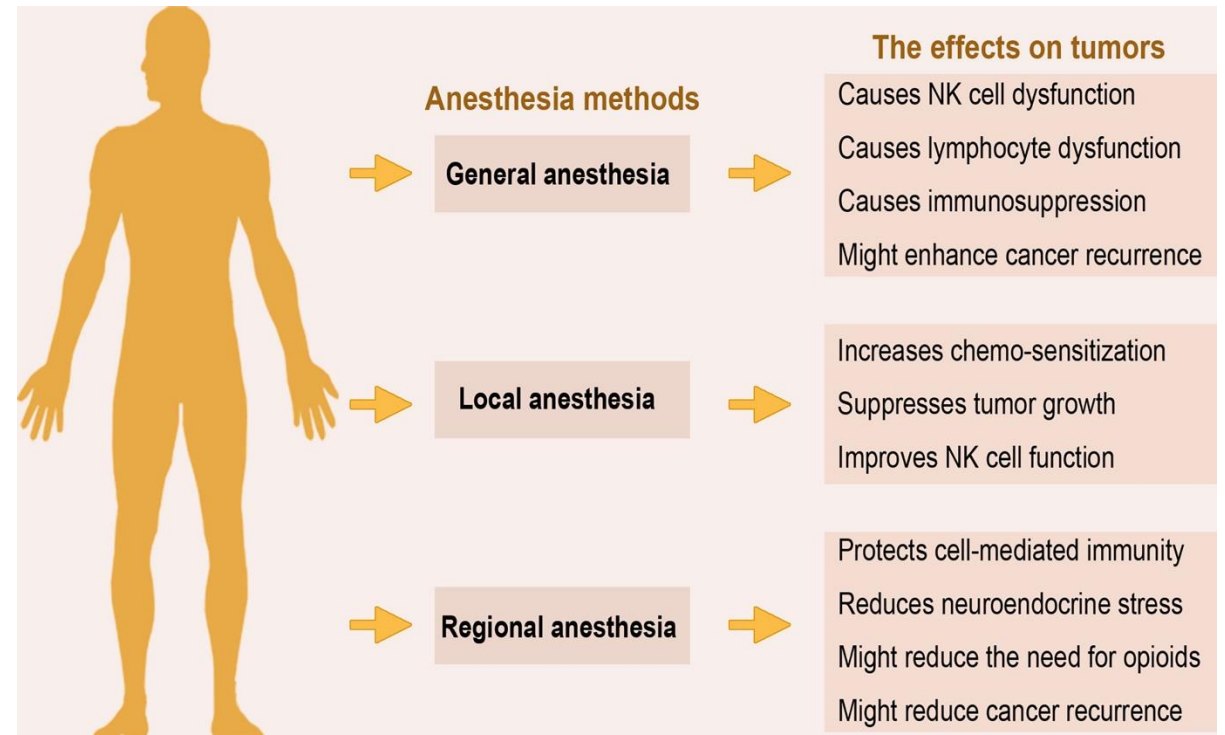 The effects on tumors
Anesthesia methods
General anesthesia
Causes NK cell dysfunction
Causes lymphocyte dysfunction
Causes immunosuppression
Might enhance cancer recurrence
Local anesthesia
Increases chemo-sensitization
Suppresses tumor growth
Improves NK cell function
Regional anesthesia
Protects cell-mediated immunity
Reduces neuroendocrine stress
Might reduce the need for opioids
Might reduce cancer recurrence